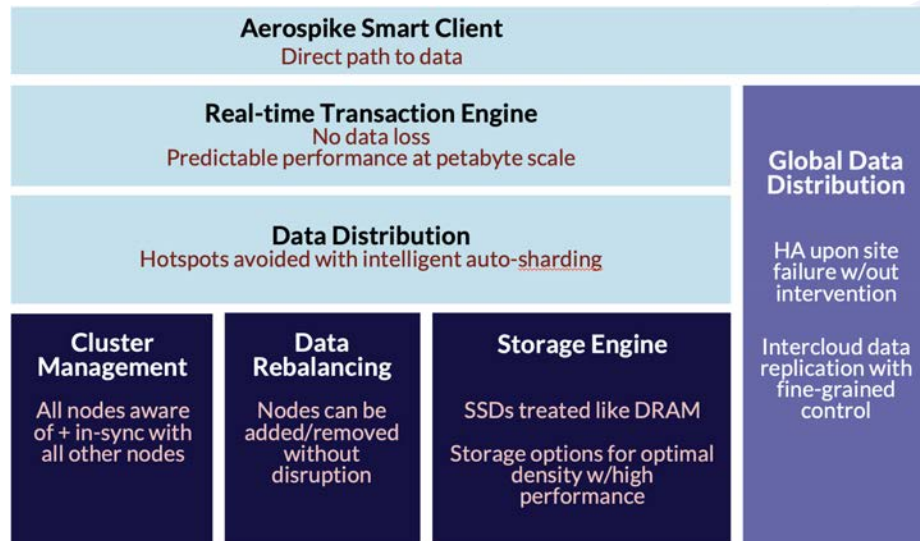 Aerospike Smart Client
Direct path to data
Real-time Transaction Engine
No data loss
Predictable performance at petabyte scale
Data Distribution
Hotspots avoided with intelligent auto-sharding
Cluster
Management
All nodes aware
of + in-sync with
all other nodes
Data
Rebalancing
Nodes can be
added/removed
without
disruption
Storage Engine
SSDs treated like DRAM
Storage options for optimal
density w/high
performance
Global Data
Distribution
HA upon site
failure w/out
intervention
Intercloud data
replication with
fine-grained
control